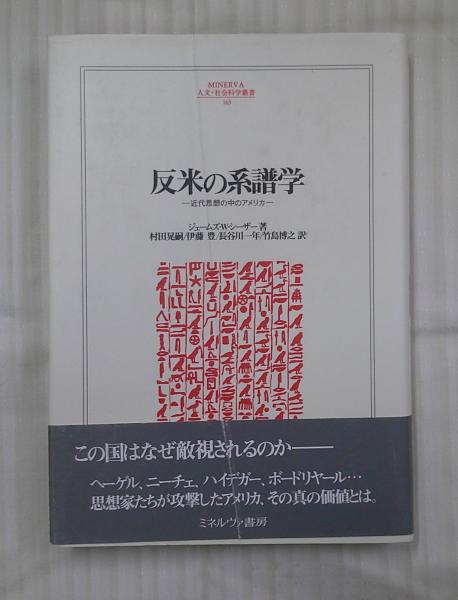 MINERVA
人文・社会科学叢書
163
反米の系譜学
―近代思想の中のアメリカ―
ジェームズ・W・シーザー 著
村田晃嗣/伊藤 豊/長谷川一年/竹島博之 訳
この国はなぜ敵視されるのか――
ヘーゲル、ニーチェ、ハイデガー、ボードリヤール…
思想家たちが攻撃したアメリカ、その真の価値とは。
ミネルヴァ書房